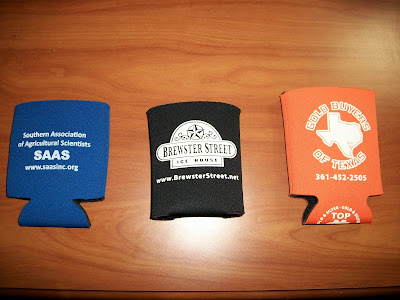 Southern Association
of Agricultural Scientists
SAAS
www.saasinc.org
BREWSTER STREET
ICE HOUSE
www.BrewsterStreet.net
GOLD BUYERS
OF TEXAS
361-452-2505
TOP